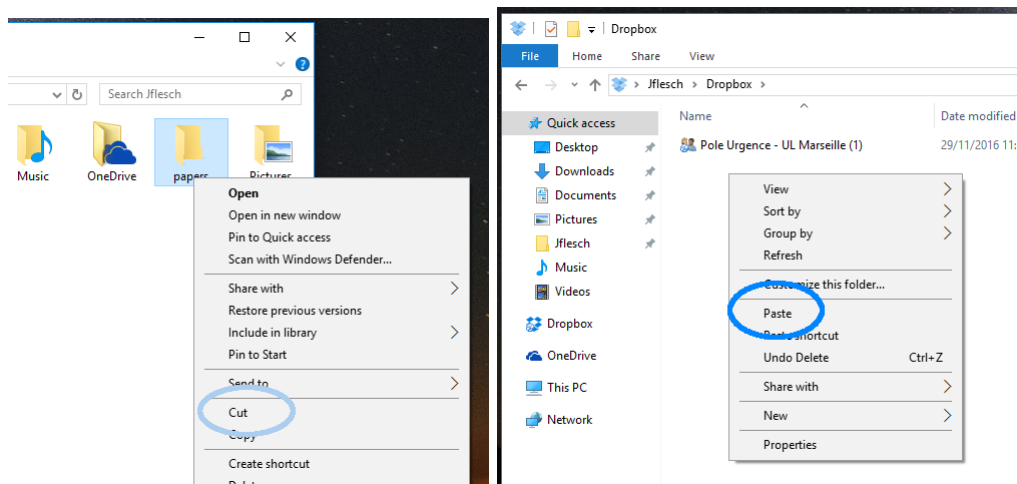 Search Jflesch
Music
OneDrive
papers
Pictures
Open
Open in new window
Pin to Quick access
Scan with Windows Defender...
Share with
Restore previous versions
Include in library
Pin to Start
Send to
Cut
Copy
Create shortcut
Delete
Dropbox
File Home Share View
Jflesch > Dropbox >
Name Date modified
Quick access
Desktop
Downloads
Documents
Pictures
Jflesch
Music
Videos
Dropbox
OneDrive
This PC
Network
Pole Urgence - UL Marseille (1) 29/11/2016 11:
View
Sort by
Group by
Refresh
Customize this folder...
Paste
Paste shortcut
Undo Delete Ctrl+Z
Share with
New
Properties